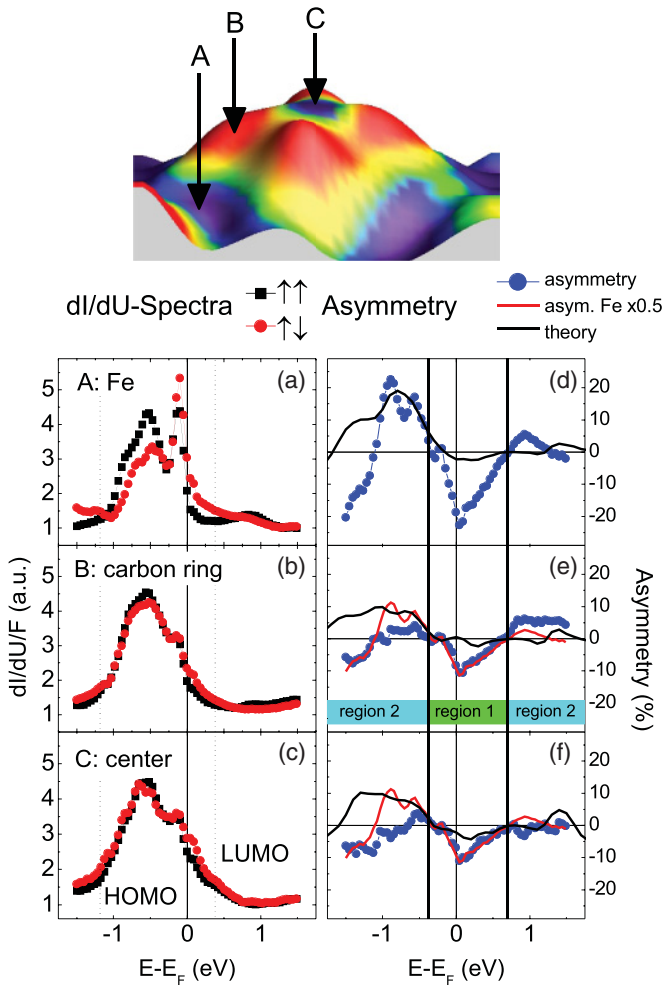 A
B
C
dI/dU-Spectra
↑↑
↑↓
Asymmetry
asymmetry
asym. Fe x0.5
theory
A: Fe
(a)
5
4
3
2
1
(d)
20
10
0
-10
-20
B: carbon ring
(b)
5
4
3
2
1
(e)
20
10
0
-10
-20
region 2
region 1
region 2
C: center
(c)
HOMO
LUMO
5
4
3
2
1
(f)
20
10
0
-10
-20
dI/dU/F (a.u.)
Asymmetry (%)
-1
0
1
-1
0
1
E-EF (eV)
E-EF (eV)